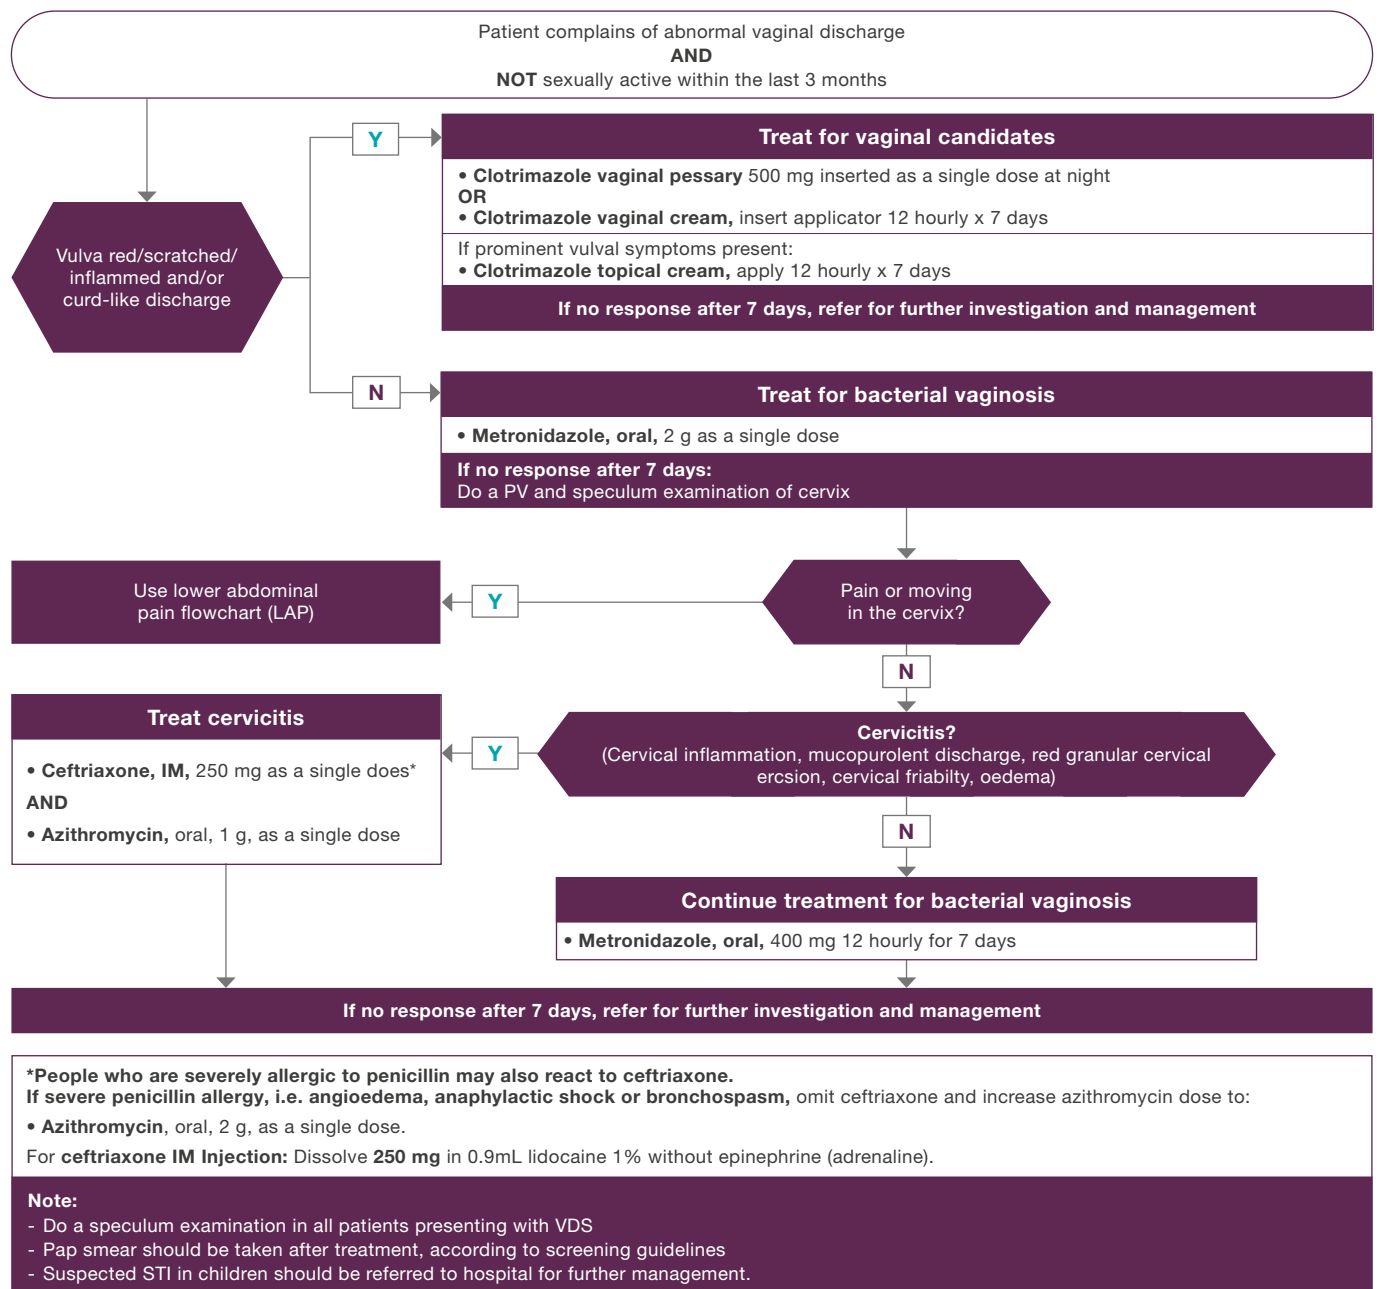 Patient complains of abnormal vaginal discharge
AND
NOT sexually active within the last 3 months
Y
Treat for vaginal candidates
• Clotrimazole vaginal pessary 500 mg inserted as a single dose at night
OR
• Clotrimazole vaginal cream, insert applicator 12 hourly x 7 days
If prominent vulval symptoms present:
• Clotrimazole topical cream, apply 12 hourly x 7 days
If no response after 7 days, refer for further investigation and management
Vulva red/scratched/
inflammed and/or
curd-like discharge
N
Treat for bacterial vaginosis
• Metronidazole, oral, 2 g as a single dose
If no response after 7 days:
Do a PV and speculum examination of cervix
Pain or moving
in the cervix?
Y
Use lower abdominal
pain flowchart (LAP)
N
Cervicitis?
(Cervical inflammation, mucopurulent discharge, red granular cervical
ercsion, cervical friabilty, oedema)
Y
Treat cervicitis
• Ceftriaxone, IM, 250 mg as a single does*
AND
• Azithromycin, oral, 1 g, as a single dose
N
Continue treatment for bacterial vaginosis
• Metronidazole, oral, 400 mg 12 hourly for 7 days
If no response after 7 days, refer for further investigation and management
*People who are severely allergic to penicillin may also react to ceftriaxone.
If severe penicillin allergy, i.e. angioedema, anaphylactic shock or bronchospasm, omit ceftriaxone and increase azithromycin dose to:
• Azithromycin, oral, 2 g, as a single dose.
For ceftriaxone IM Injection: Dissolve 250 mg in 0.9mL lidocaine 1% without epinephrine (adrenaline).
Note:
- Do a speculum examination in all patients presenting with VDS
- Pap smear should be taken after treatment, according to screening guidelines
- Suspected STI in children should be referred to hospital for further management.